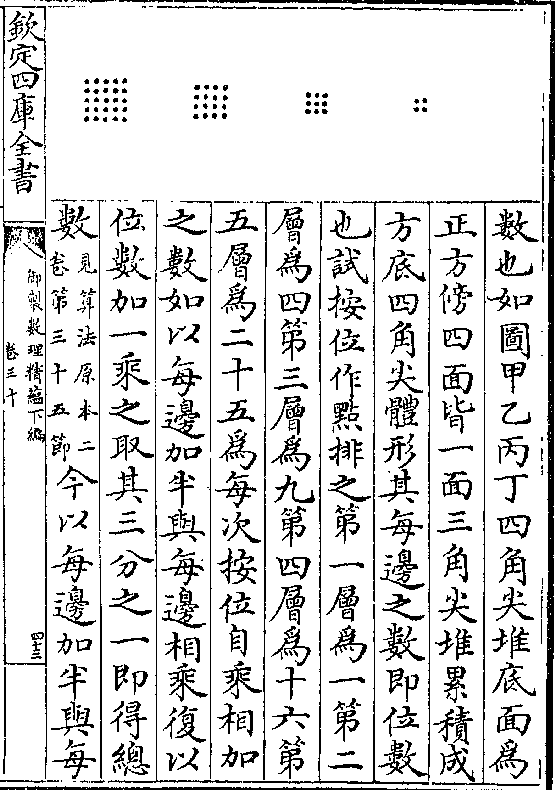 數也如圖甲乙丙丁四角尖堆底面為
正方傍四面皆一面三角尖堆累積成
方底四角尖體形其每邊之數即位數
也試按位作㸃排之第一層為一第二
層為四第三層為九第四層為十六第
五層為二十五為每次按位自乘相加
之數如以每邊加半與每邊相乘復以
位數加一乘之取其三分之一即得總
數見算法原本二卷第三十五節今以每邊加半與每
欽定四庫全書
御製數理精藴下編
卷三十
四十三